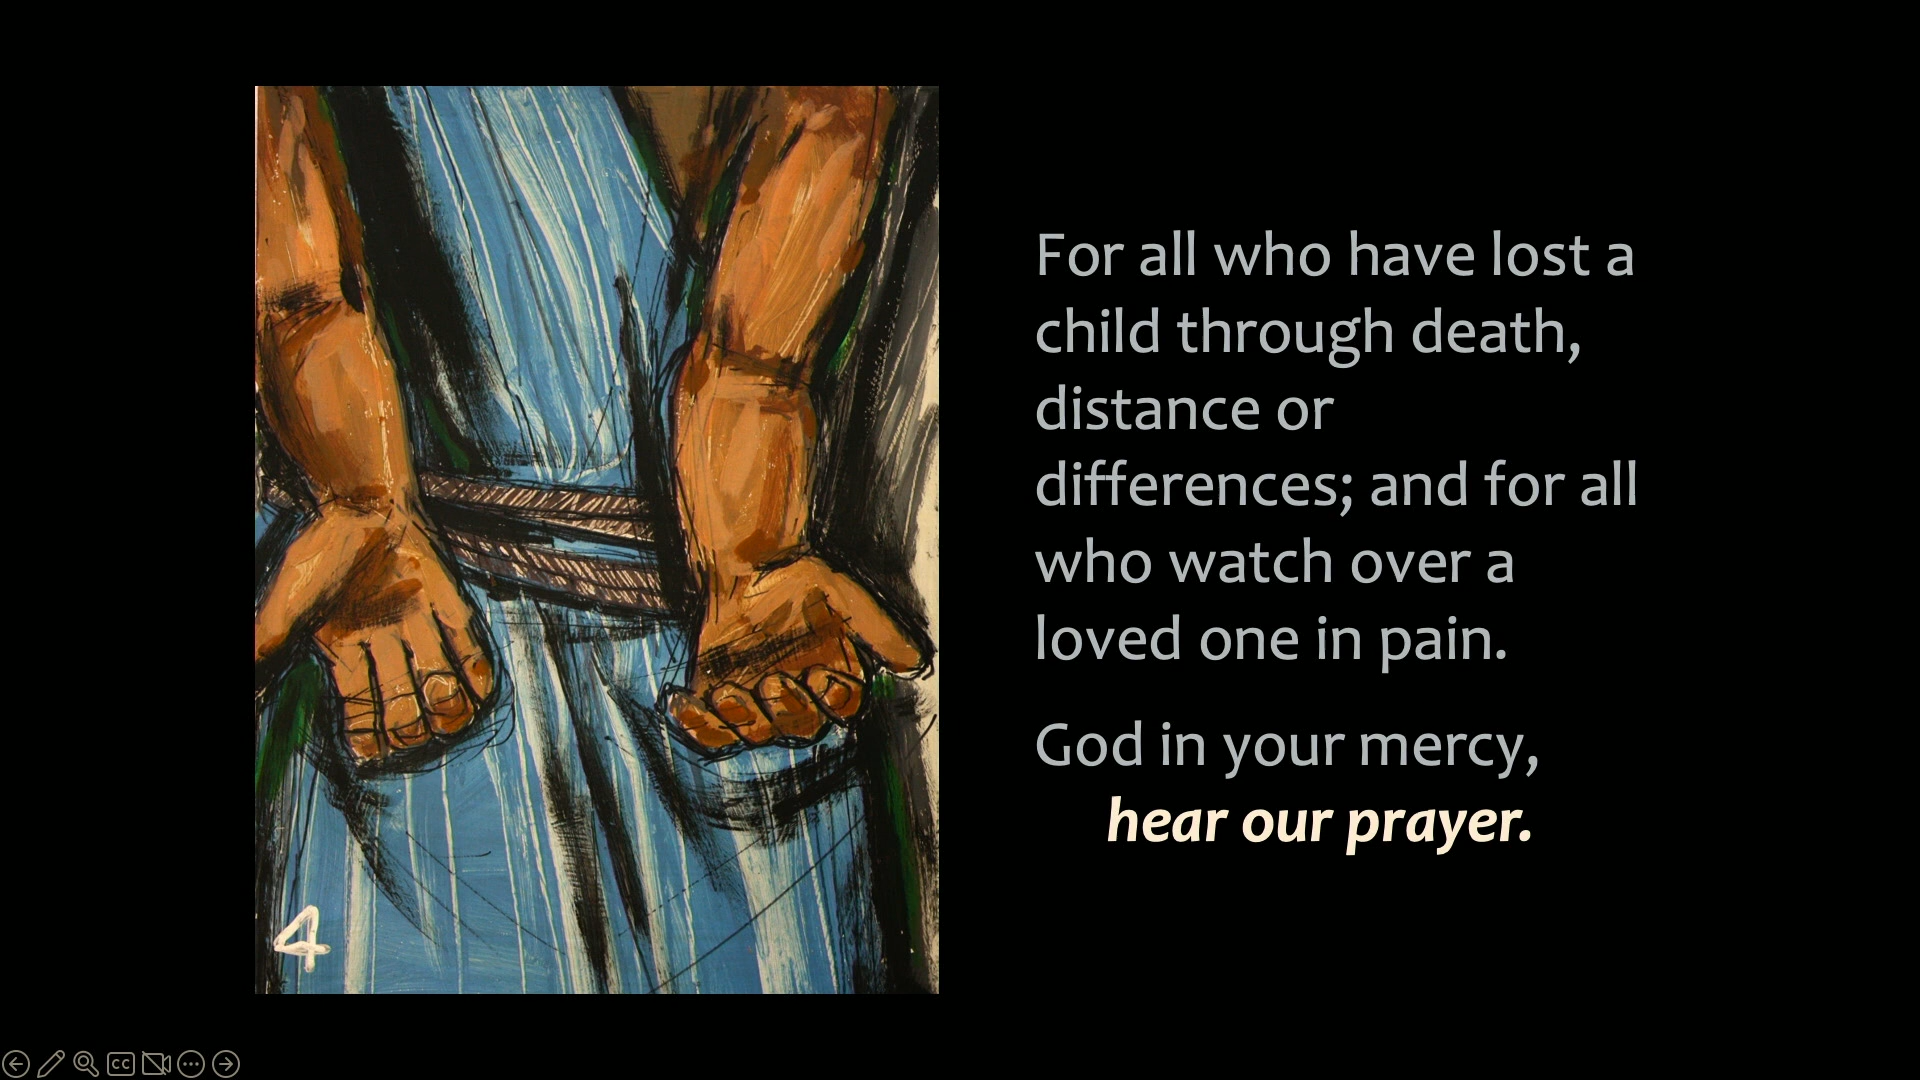 For all who have lost a
child through death,
distance or
differences; and for all
who watch over a
loved one in pain.
God in your mercy,
hear our prayer.
4
CC